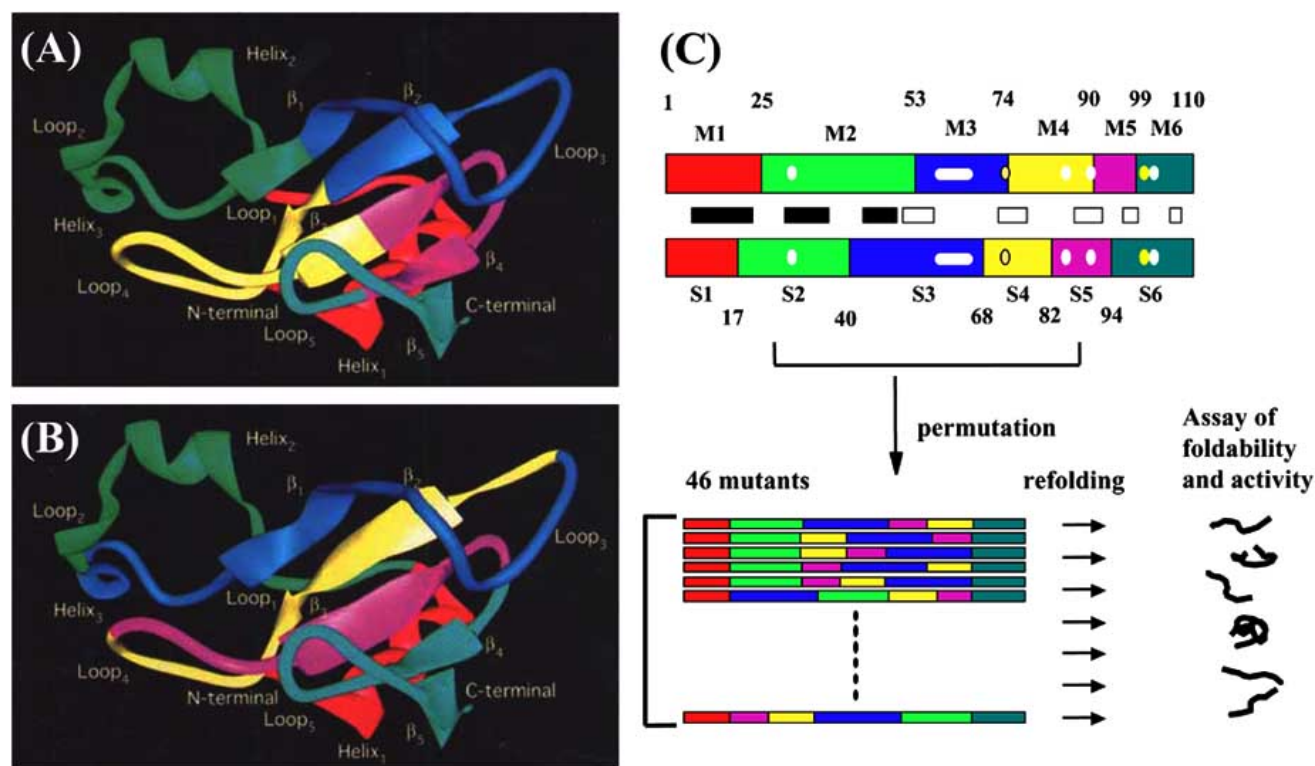 (A)
Helix2
β1
β2
Loop2
Loop3
Loop1
β3
Helix3
Loop4
β4
N-terminal
C-terminal
Loop5
β5
Helix1
(B)
Helix2
β1
β2
Loop2
Loop3
Loop1
β3
Helix3
Loop4
β4
N-terminal
C-terminal
Loop5
β5
Helix1
(C)
1 25 53 74 90 99 110
M1 M2 M3 M4 M5 M6
S1 S2 S3 S4 S5 S6
17 40 68 82 94
permutation
46 mutants
refolding
Assay of
foldability
and activity